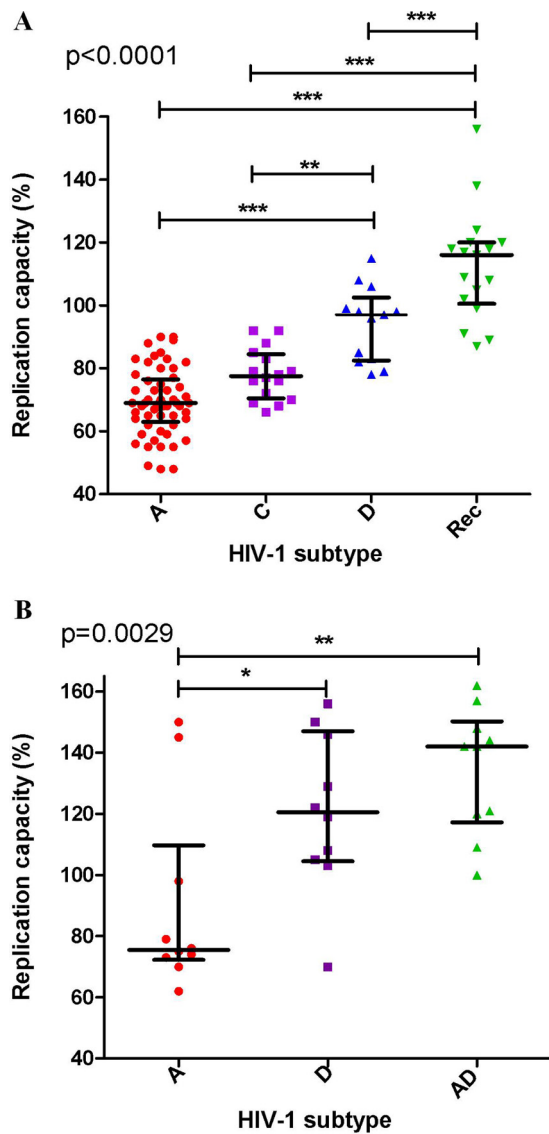 A
p<0.0001
***
***
***
**
***
Replication capacity (%)
160
140
120
100
80
60
40
A
C
D
Rec
HIV-1 subtype
B
p=0.0029
**
*
Replication capacity (%)
160
140
120
100
80
60
40
A
D
AD
HIV-1 subtype